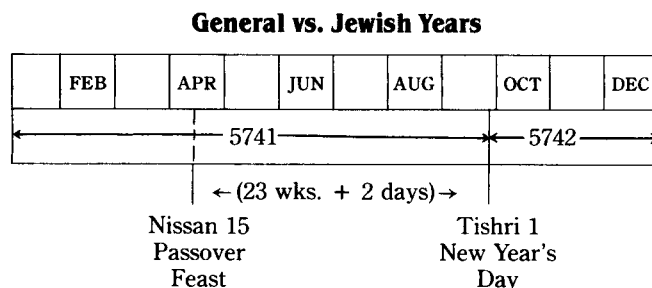 General vs. Jewish Years
FEB APR JUN AUG OCT DEC
5741 5742
(23 wks. + 2 days)
Nissan 15 Tishri 1
Passover New Year's
Feast Day